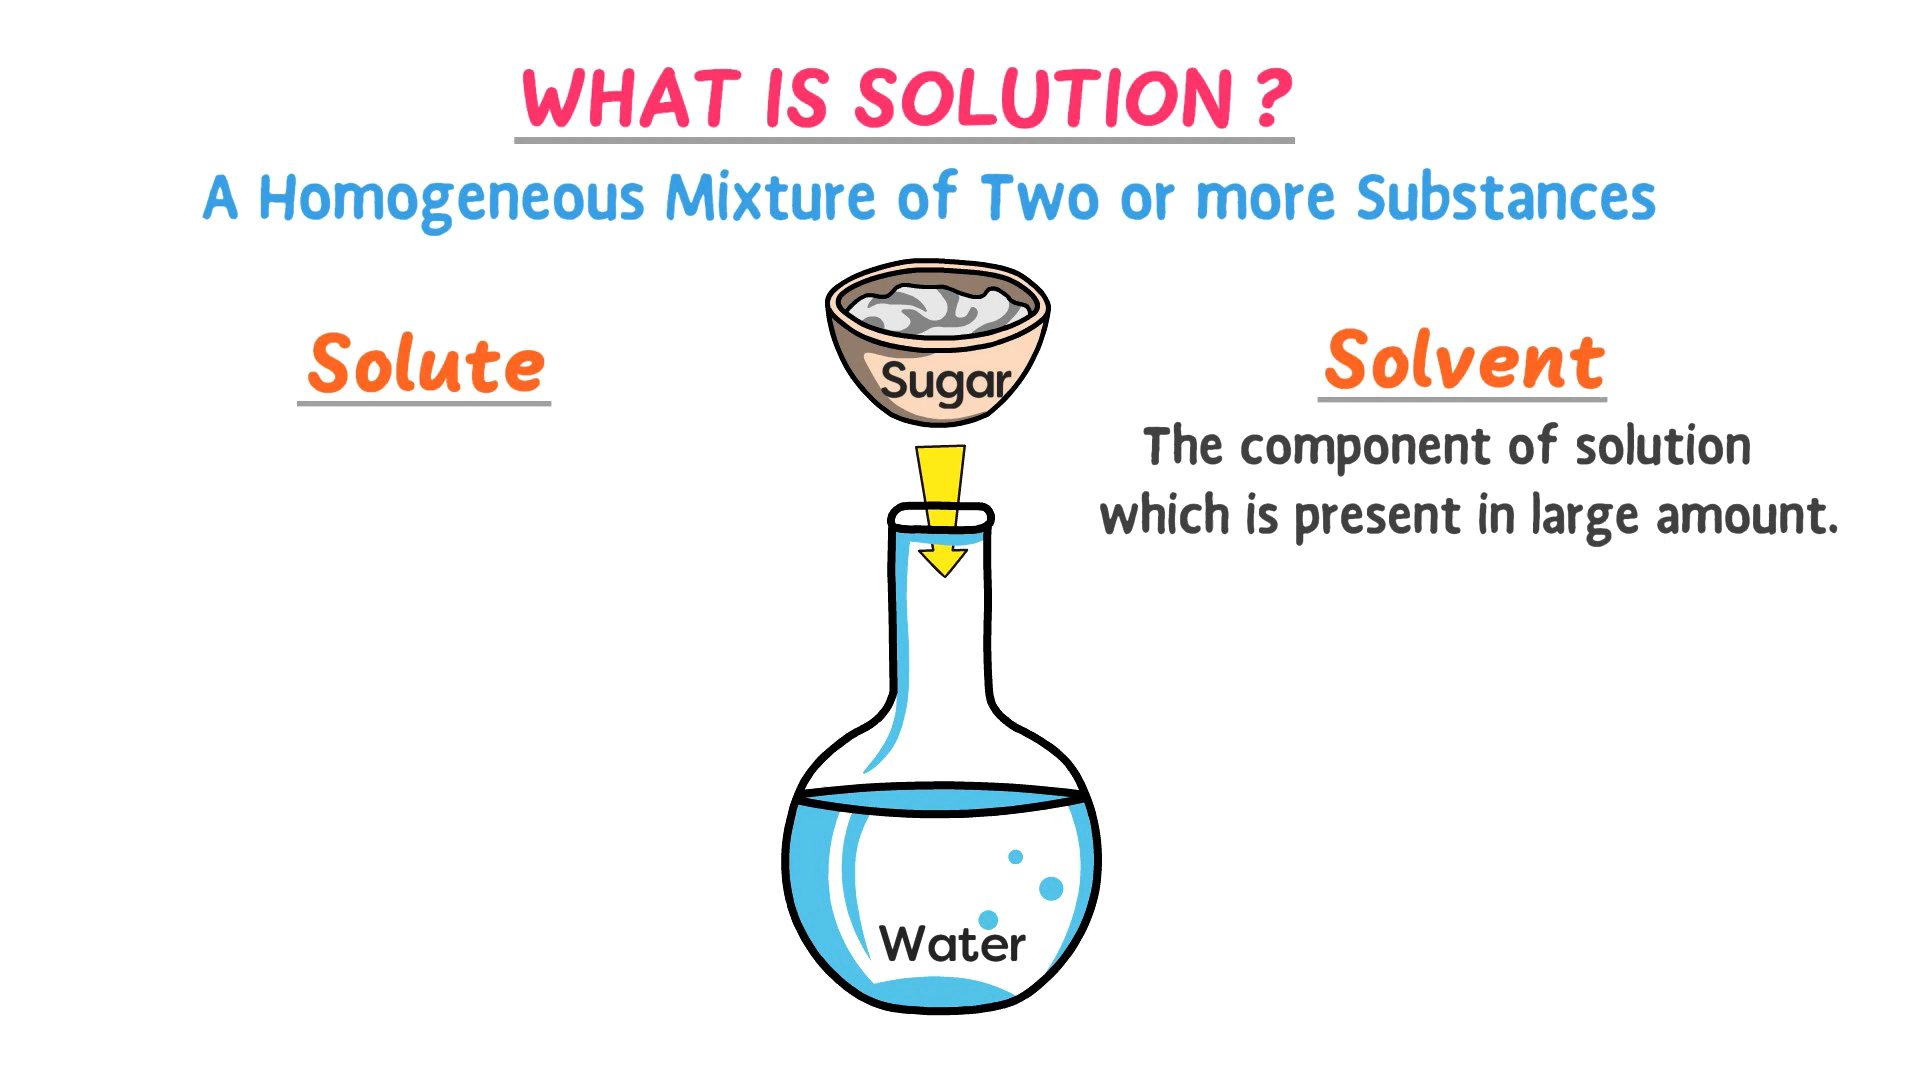 WHAT IS SOLUTION ?
A Homogeneous Mixture of Two or more Substances
Solute
Sugar
Solvent
The component of solution
which is present in large amount.
Water